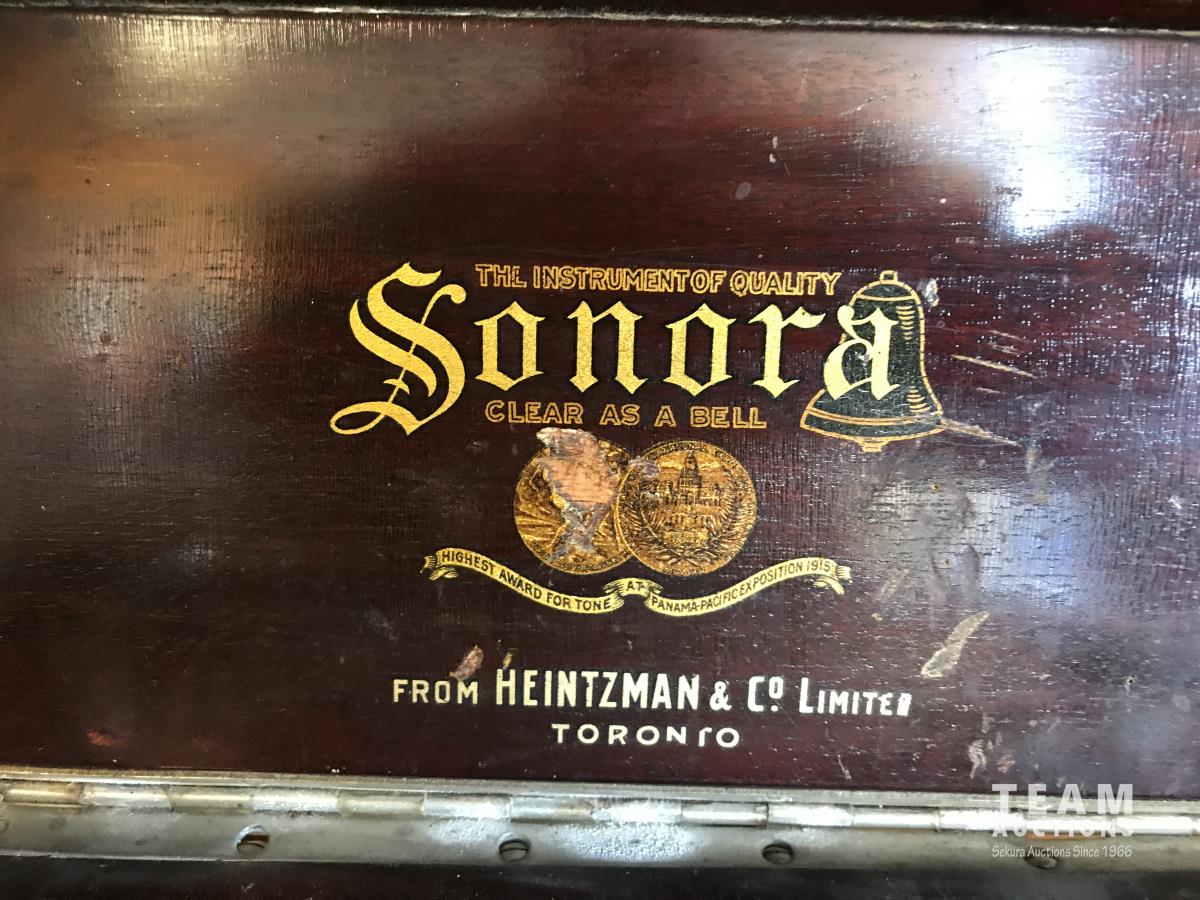 THE INSTRUMENT OF QUALITY
Sonora
CLEAR AS A BELL
HIGHEST AWARD FOR TONE AT PANAMA-PACIFIC EXPOSITION 1915
FROM HEINTZMAN & Co LIMITED
TORONTO
TEAM
AUCTIONS
Sekura Auctions Since 1966